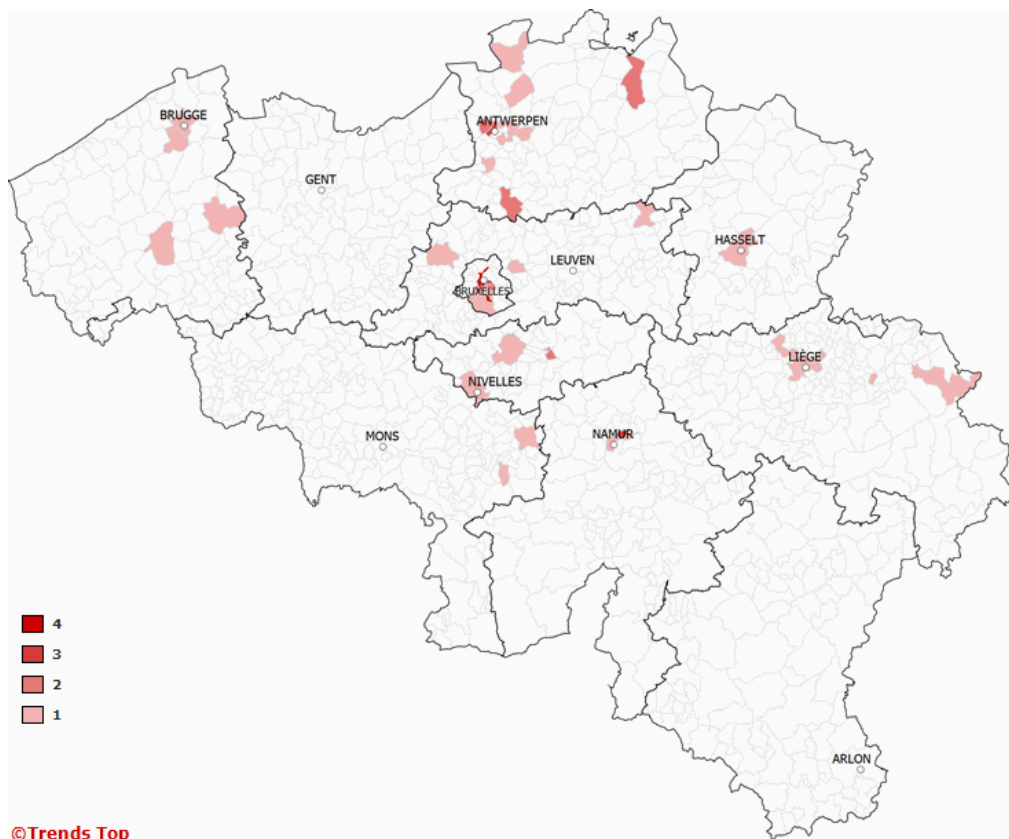 BRUGGE
ANTWERPEN
GENT
HASSELT
LEUVEN
BRUXELLES
LIÈGE
NIVELLES
MONS
NAMUR
4
3
2
1
ARLON
©Trends Top